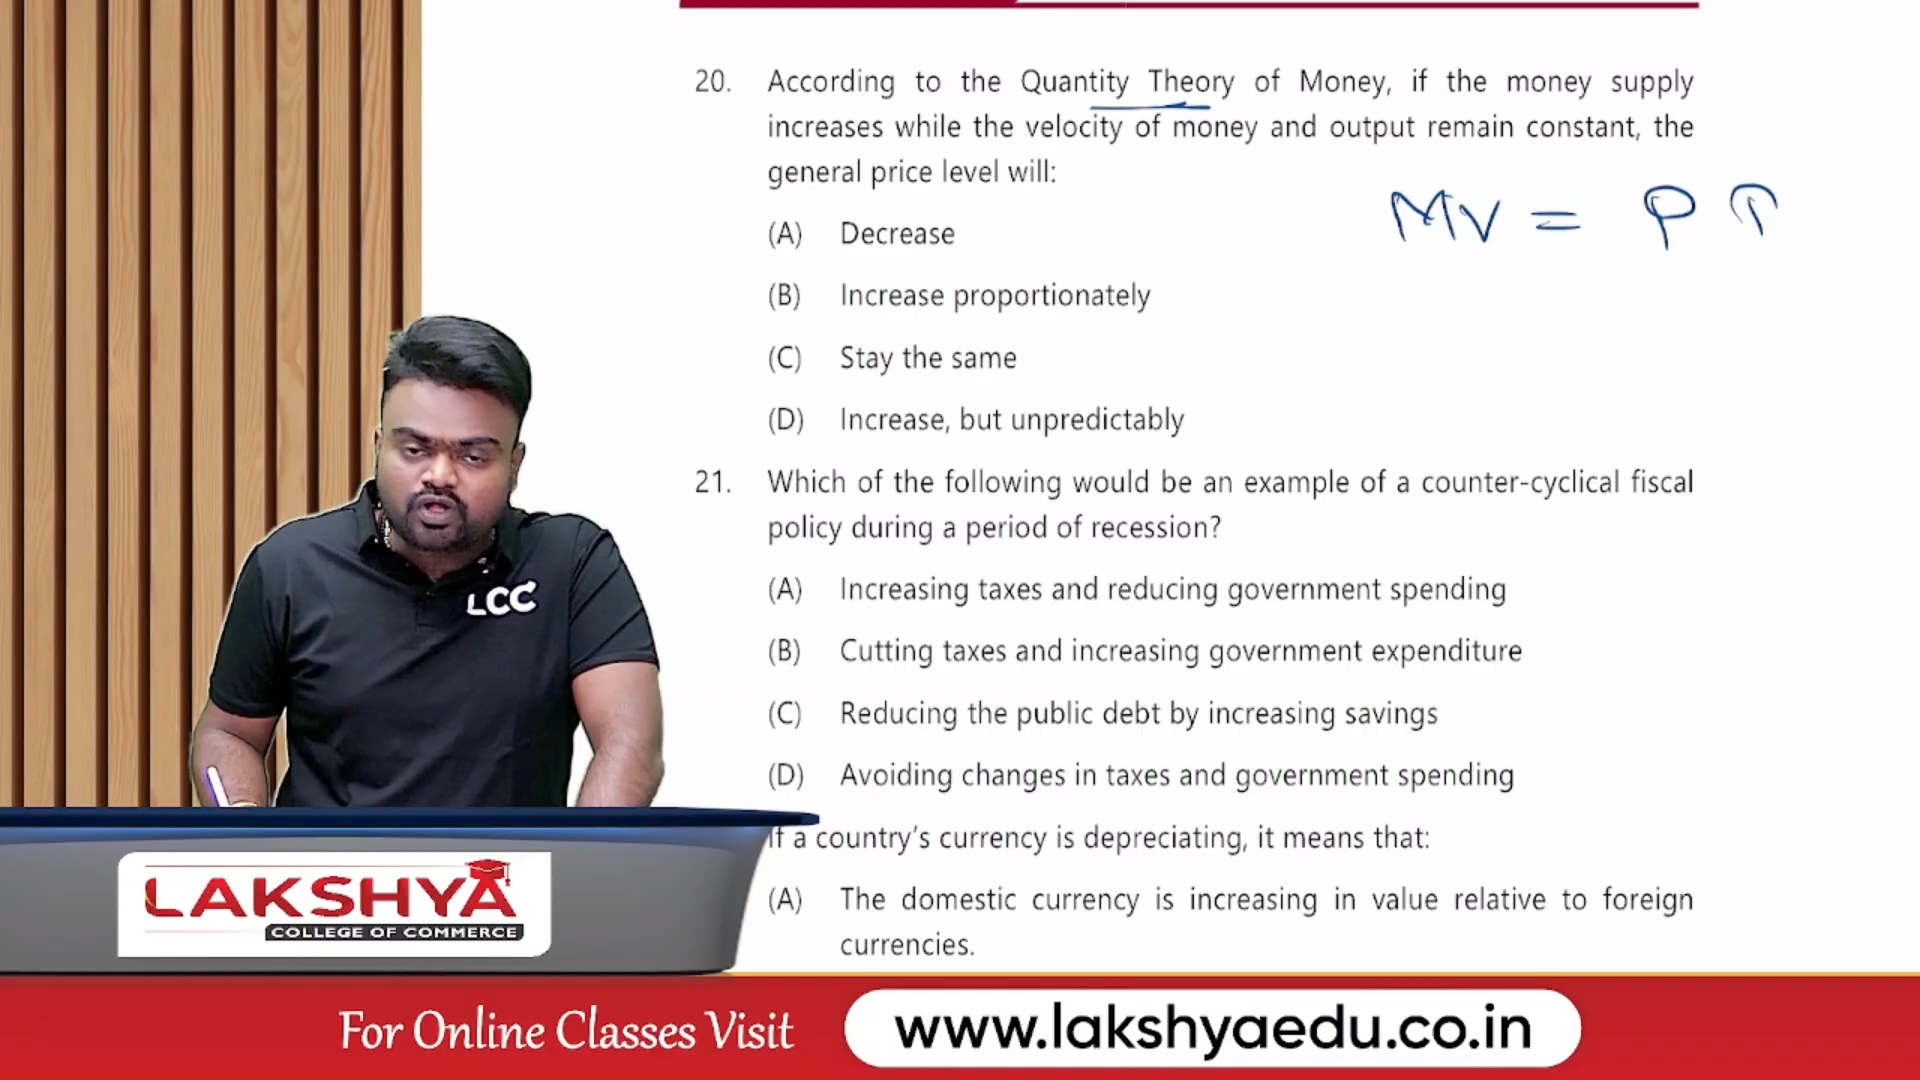 20. According to the Quantity Theory of Money, if the money supply
increases while the velocity of money and output remain constant, the
general price level will:
MV = PT
(A) Decrease
(B) Increase proportionately
(C) Stay the same
(D) Increase, but unpredictably
21. Which of the following would be an example of a counter-cyclical fiscal
policy during a period of recession?
(A) Increasing taxes and reducing government spending
(B) Cutting taxes and increasing government expenditure
(C) Reducing the public debt by increasing savings
(D) Avoiding changes in taxes and government spending
If a country's currency is depreciating, it means that:
(A) The domestic currency is increasing in value relative to foreign
currencies.
LCC
LAKSHYA
COLLEGE OF COMMERCE
For Online Classes Visit www.lakshyaedu.co.in